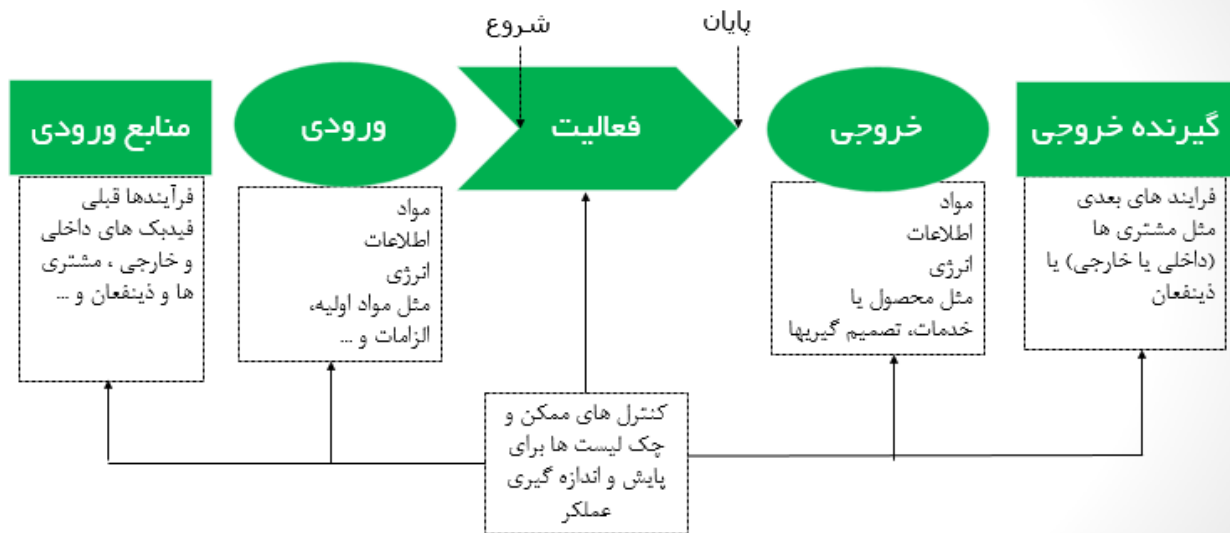 شروع
پایان
منابع ورودی
ورودی
فعالیت
خروجی
گیرنده خروجی
فرآیندها قبلی
فیدبک های داخلی
و خارجی ، مشتری
ها و ذینفعان و ...
مواد
اطلاعات
انرژی
مثل مواد اولیه،
الزامات و ...
مواد
اطلاعات
انرژی
مثل محصول یا
خدمات، تصمیم گیریها
فرایند های بعدی
مثل مشتری ها
(داخلی یا خارجی) یا
ذینفعان
کنترل های ممکن و
چک لیست ها برای
پایش و اندازه گیری
عملکر